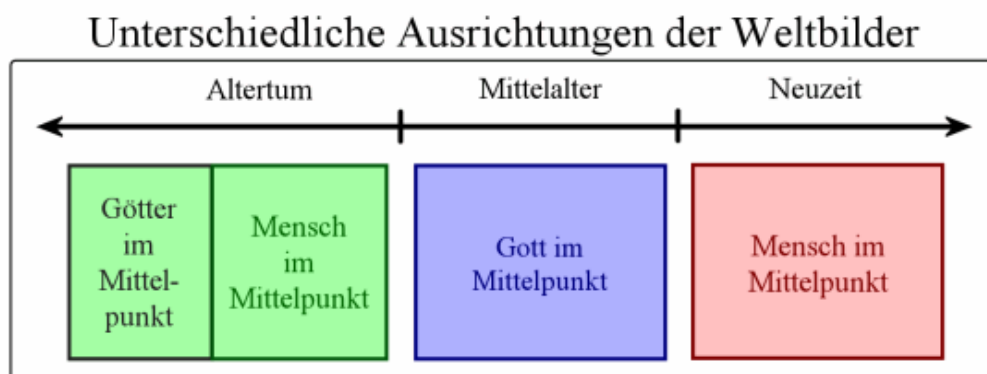 Unterschiedliche Ausrichtungen der Weltbilder
Altertum
Mittelalter
Neuzeit
Götter
im
Mittel-
punkt
Mensch
im
Mittelpunkt
Gott im
Mittelpunkt
Mensch im
Mittelpunkt